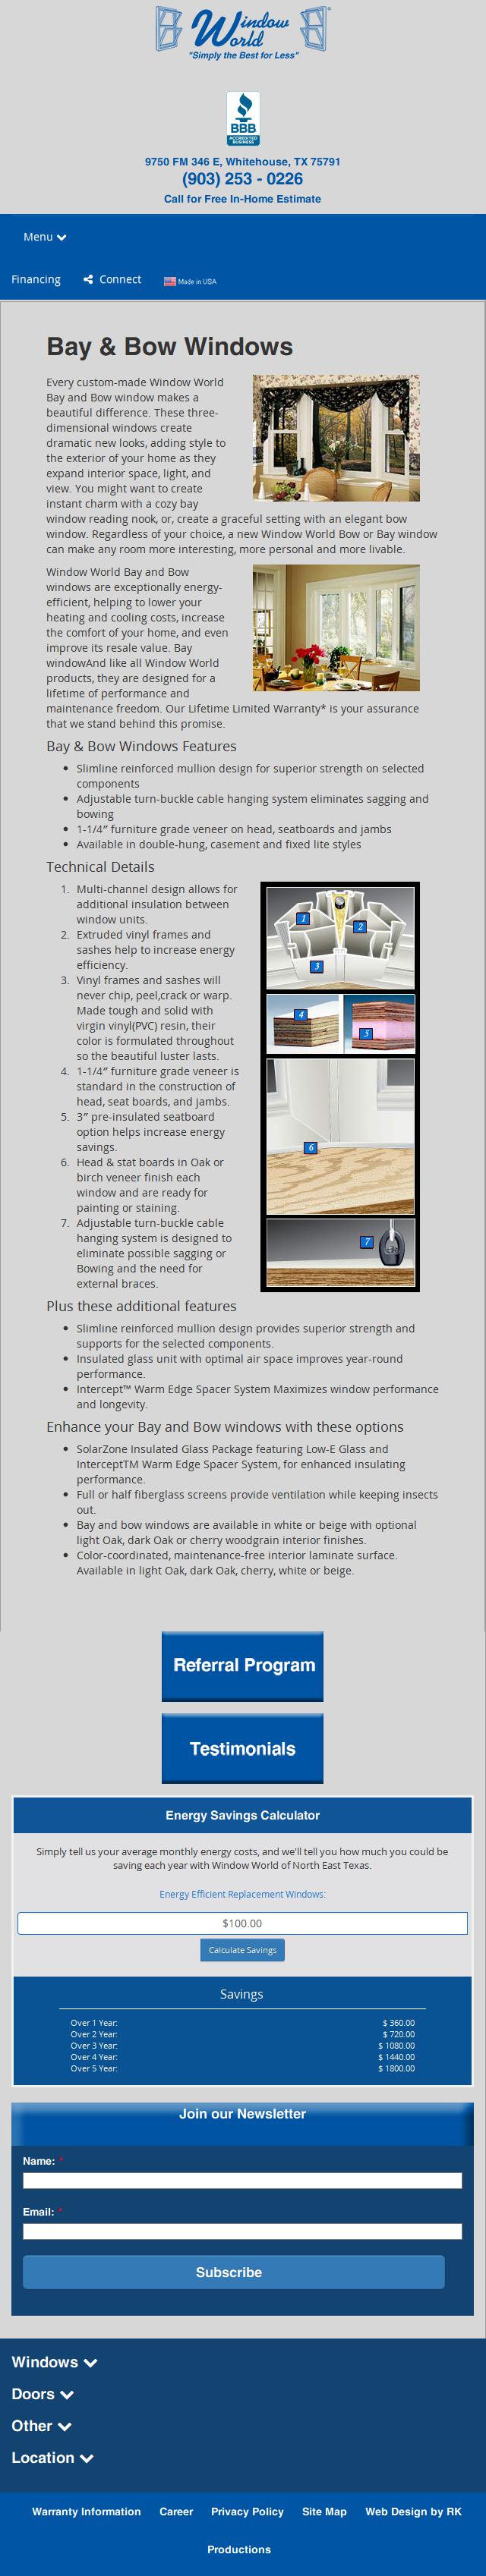 Window
World
"Simply the Best for Less"
BBB
ACCREDITED
BUSINESS
9750 FM 346 E, Whitehouse, TX 75791
(903) 253 - 0226
Call for Free In-Home Estimate
Menu
Financing Connect Made in USA
Bay & Bow Windows
Every custom-made Window World
Bay and Bow window makes a
beautiful difference. These three-
dimensional windows create
dramatic new looks, adding style to
the exterior of your home as they
expand interior space, light, and
view. You might want to create
instant charm with a cozy bay
window reading nook, or, create a graceful setting with an elegant bow
window. Regardless of your choice, a new Window World Bow or Bay window
can make any room more interesting, more personal and more livable.
Window World Bay and Bow
windows are exceptionally energy-
efficient, helping to lower your
heating and cooling costs, increase
the comfort of your home, and even
improve its resale value. Bay
windowAnd like all Window World
products, they are designed for a
lifetime of performance and
maintenance freedom. Our Lifetime Limited Warranty* is your assurance
that we stand behind this promise.
Bay & Bow Windows Features
Slimline reinforced mullion design for superior strength on selected
components
Adjustable turn-buckle cable hanging system eliminates sagging and
bowing
1-1/4″ furniture grade veneer on head, seatboards and jambs
Available in double-hung, casement and fixed lite styles
Technical Details
1. Multi-channel design allows for
additional insulation between
window units.
2. Extruded vinyl frames and
sashes help to increase energy
efficiency.
3. Vinyl frames and sashes will
never chip, peel,crack or warp.
Made tough and solid with
virgin vinyl(PVC) resin, their
color is formulated throughout
so the beautiful luster lasts.
4. 1-1/4″ furniture grade veneer is
standard in the construction of
head, seat boards, and jambs.
5. 3″ pre-insulated seatboard
option helps increase energy
savings.
6. Head & stat boards in Oak or
birch veneer finish each
window and are ready for
painting or staining.
7. Adjustable turn-buckle cable
hanging system is designed to
eliminate possible sagging or
Bowing and the need for
external braces.
1
2
3
4
5
6
7
Plus these additional features
Slimline reinforced mullion design provides superior strength and
supports for the selected components.
Insulated glass unit with optimal air space improves year-round
performance.
Intercept™ Warm Edge Spacer System Maximizes window performance
and longevity.
Enhance your Bay and Bow windows with these options
SolarZone Insulated Glass Package featuring Low-E Glass and
InterceptTM Warm Edge Spacer System, for enhanced insulating
performance.
Full or half fiberglass screens provide ventilation while keeping insects
out.
Bay and bow windows are available in white or beige with optional
light Oak, dark Oak or cherry woodgrain interior finishes.
Color-coordinated, maintenance-free interior laminate surface.
Available in light Oak, dark Oak, cherry, white or beige.
Referral Program
Testimonials
Energy Savings Calculator
Simply tell us your average monthly energy costs, and we'll tell you how much you could be
saving each year with Window World of North East Texas.
Energy Efficient Replacement Windows:
$100.00
Calculate Savings
Savings
Over 1 Year: $ 360.00
Over 2 Year: $ 720.00
Over 3 Year: $ 1080.00
Over 4 Year: $ 1440.00
Over 5 Year: $ 1800.00
Join our Newsletter
Name: *
Email: *
Subscribe
Windows
Doors
Other
Location
Warranty Information Career Privacy Policy Site Map Web Design by RK
Productions